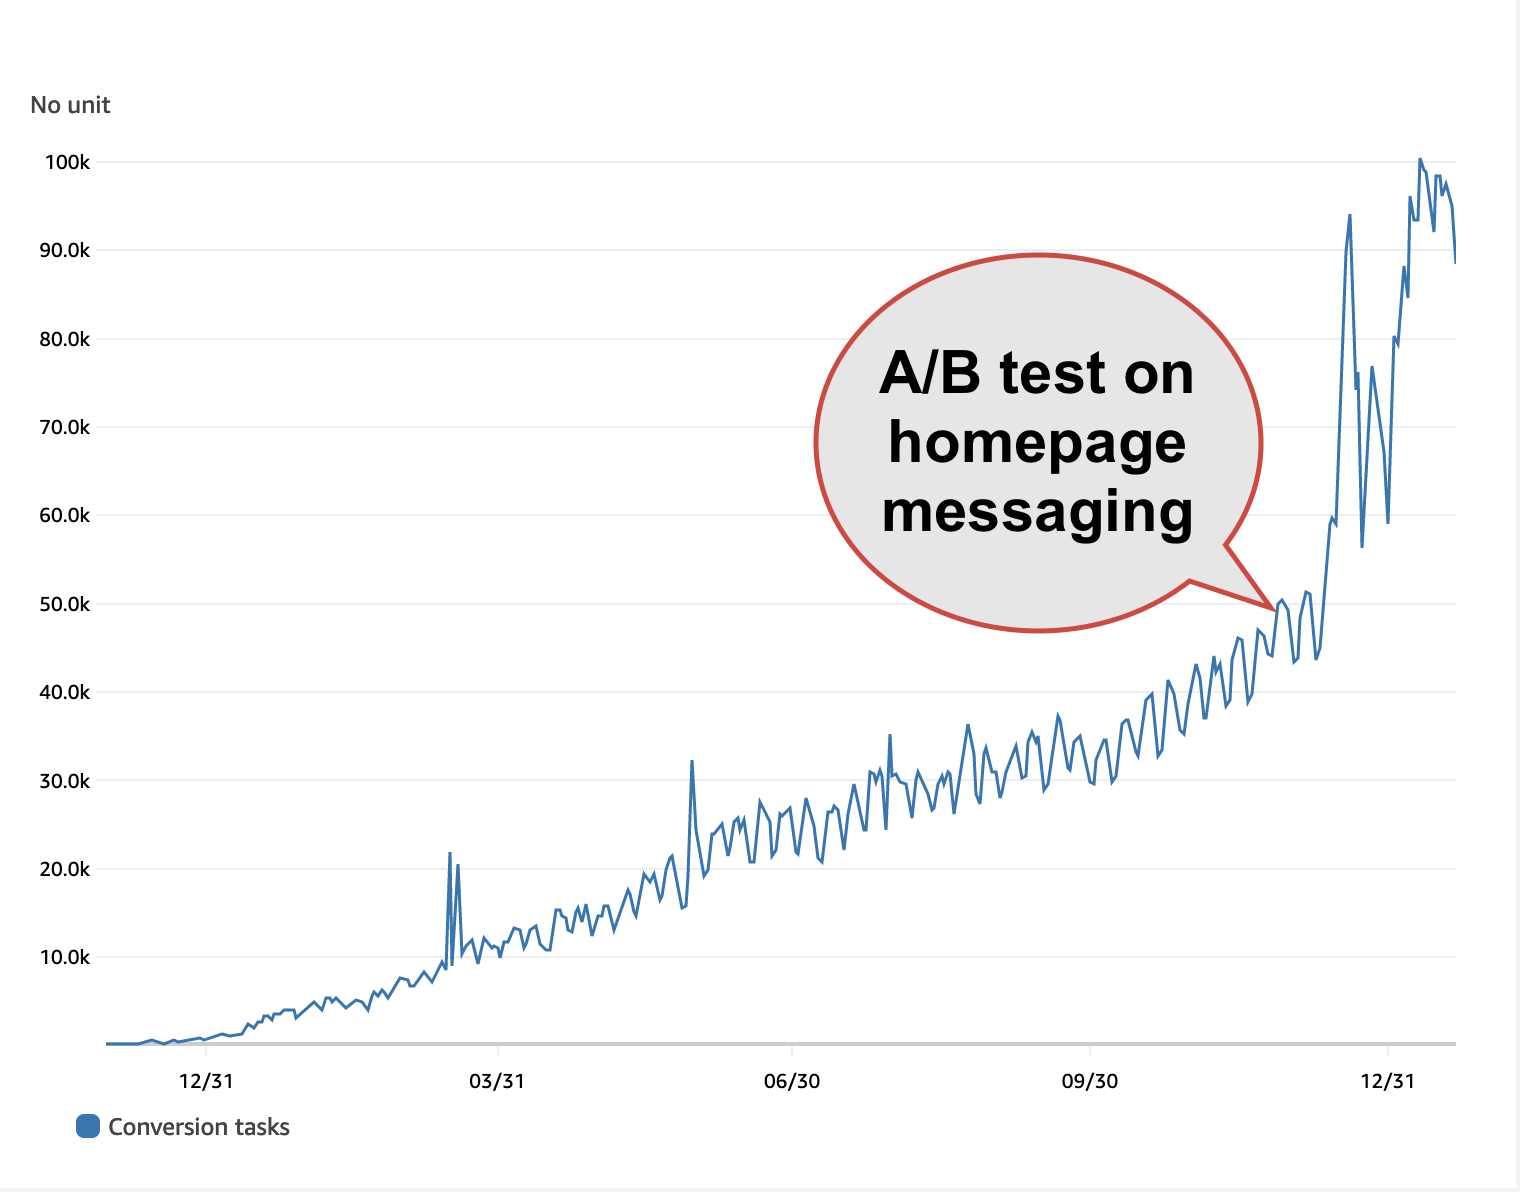 No unit
100k
90.0k
80.0k
70.0k
60.0k
50.0k
40.0k
30.0k
20.0k
10.0k
A/B test on
homepage
messaging
12/31
03/31
06/30
09/30
12/31
Conversion tasks